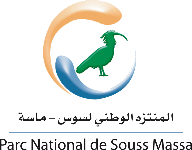 المنتزه الوطني لسوس - ماسة
Parc National de Souss Massa